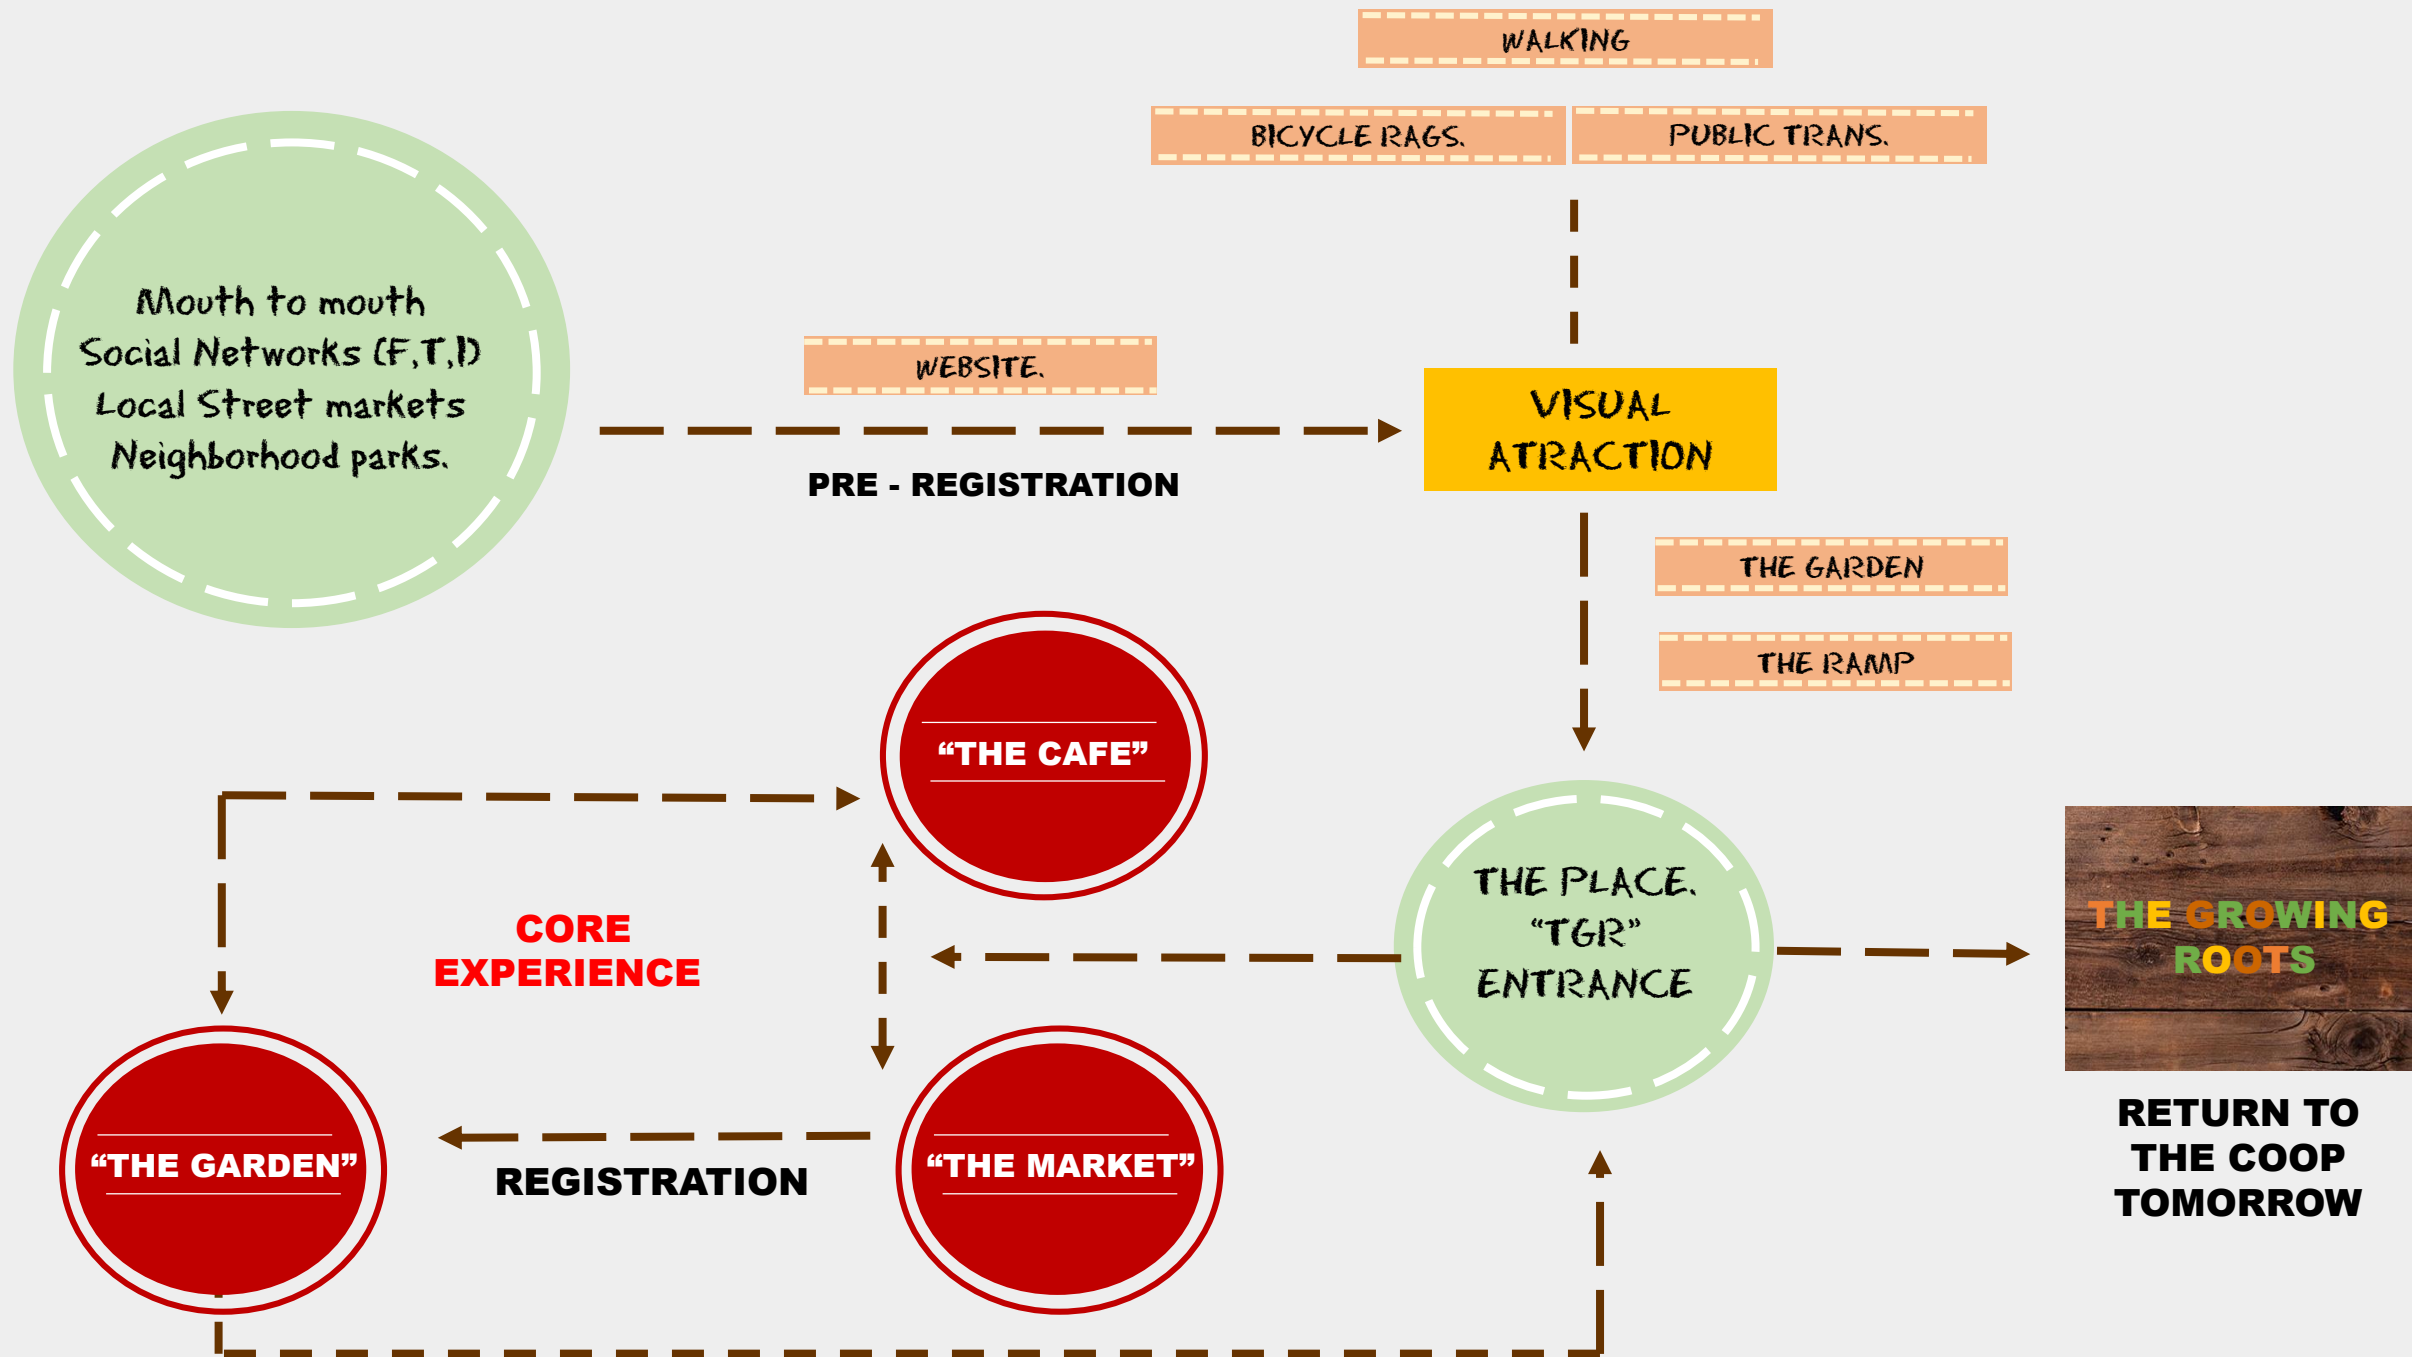 WALKING
BICYCLE RAGS.
PUBLIC TRANS.
Mouth to mouth
Social Networks (F,T,I)
Local Street markets
Neighborhood parks.
WEBSITE.
PRE - REGISTRATION
VISUAL
ATRACTION
THE GARDEN
THE RAMP
“THE CAFE”
CORE
EXPERIENCE
THE PLACE.
“TGR”
ENTRANCE
THE GROWING
ROOTS
RETURN TO
THE COOP
TOMORROW
“THE GARDEN”
REGISTRATION
“THE MARKET”